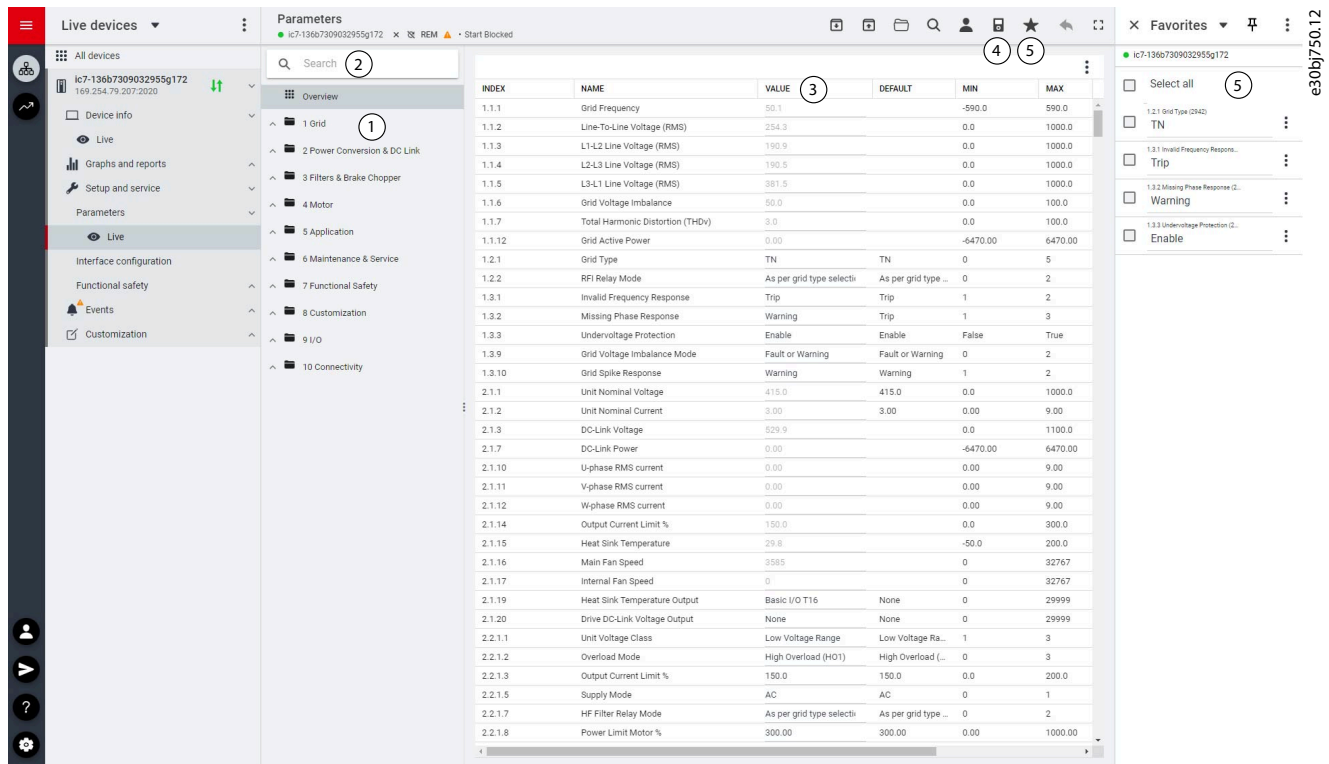 Live devices
All devices
ic7-136b7309032955g172
169.254.79.207:2020
Device info
Live
Graphs and reports
Setup and service
Parameters
Live
Interface configuration
Functional safety
Events
Customization
?
Parameters
ic7-136b7309032955g172 × REM • Start Blocked
4 5
Search 2
Overview
1 Grid 1
2 Power Conversion & DC Link
3 Filters & Brake Chopper
4 Motor
5 Application
6 Maintenance & Service
7 Functional Safety
8 Customization
9 I/O
10 Connectivity
INDEX NAME VALUE 3 DEFAULT MIN MAX
1.1.1 Grid Frequency 50.1 -590.0 590.0
1.1.2 Line-To-Line Voltage (RMS) 254.3 0.0 1000.0
1.1.3 L1-L2 Line Voltage (RMS) 190.9 0.0 1000.0
1.1.4 L2-L3 Line Voltage (RMS) 190.5 0.0 1000.0
1.1.5 L3-L1 Line Voltage (RMS) 381.5 0.0 1000.0
1.1.6 Grid Voltage Imbalance 50.0 0.0 100.0
1.1.7 Total Harmonic Distortion (THDv) 3.0 0.0 100.0
1.1.12 Grid Active Power 0.00 -6470.00 6470.00
1.2.1 Grid Type TN TN 0 5
1.2.2 RFI Relay Mode As per grid type selecti As per grid type ... 0 2
1.3.1 Invalid Frequency Response Trip Trip 1 2
1.3.2 Missing Phase Response Warning Trip 1 3
1.3.3 Undervoltage Protection Enable Enable False True
1.3.9 Grid Voltage Imbalance Mode Fault or Warning Fault or Warning 0 2
1.3.10 Grid Spike Response Warning Warning 1 2
2.1.1 Unit Nominal Voltage 415.0 415.0 0.0 1000.0
2.1.2 Unit Nominal Current 3.00 3.00 0.00 9.00
2.1.3 DC-Link Voltage 529.9 0.0 1100.0
2.1.7 DC-Link Power 0.00 -6470.00 6470.00
2.1.10 U-phase RMS current 0.00 0.00 9.00
2.1.11 V-phase RMS current 0.00 0.00 9.00
2.1.12 W-phase RMS current 0.00 0.00 9.00
2.1.14 Output Current Limit % 150.0 0.0 300.0
2.1.15 Heat Sink Temperature 29.8 -50.0 200.0
2.1.16 Main Fan Speed 3585 0 32767
2.1.17 Internal Fan Speed 0 0 32767
2.1.19 Heat Sink Temperature Output Basic I/O T16 None 0 29999
2.1.20 Drive DC-Link Voltage Output None None 0 29999
2.2.1.1 Unit Voltage Class Low Voltage Range Low Voltage Ra... 1 3
2.2.1.2 Overload Mode High Overload (HO1) High Overload (... 0 3
2.2.1.3 Output Current Limit % 150.0 150.0 0.0 200.0
2.2.1.5 Supply Mode AC AC 0 1
2.2.1.7 HF Filter Relay Mode As per grid type selecti As per grid type ... 0 2
2.2.1.8 Power Limit Motor % 300.00 300.00 0.00 1000.00
× Favorites
ic7-136b7309032955g172
Select all 5
1.2.1 Grid Type (2942)
TN
1.3.1 Invalid Frequency Respons...
Trip
1.3.2 Missing Phase Response (2...
Warning
1.3.3 Undervoltage Protection (2...
Enable
e30bj750.12